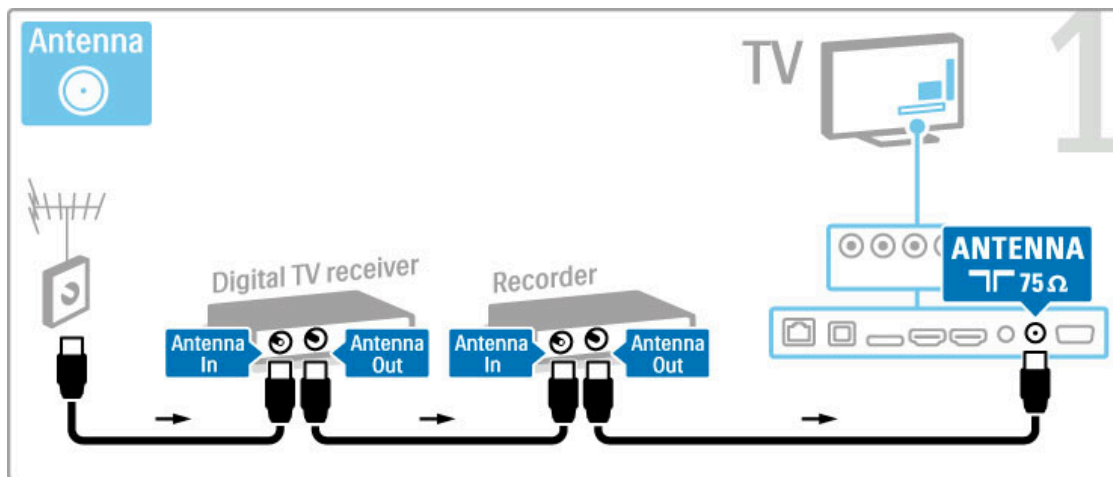 Antenna
TV
1
Digital TV receiver
Recorder
Antenna
In
Antenna
Out
Antenna
In
Antenna
Out
ANTENNA
75 Ω